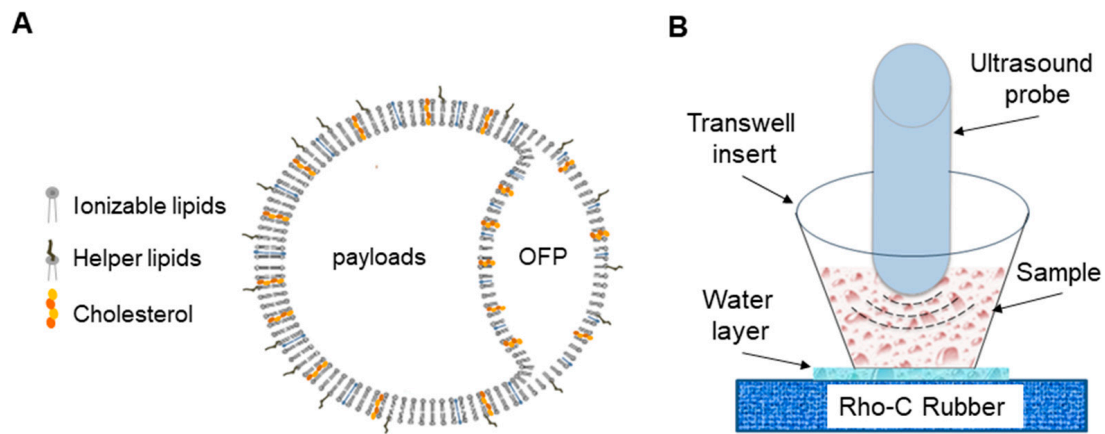 A
Ionizable lipids
Helper lipids
Cholesterol
payloads
OFP
B
Ultrasound
probe
Transwell
insert
Sample
Water
layer
Rho-C Rubber